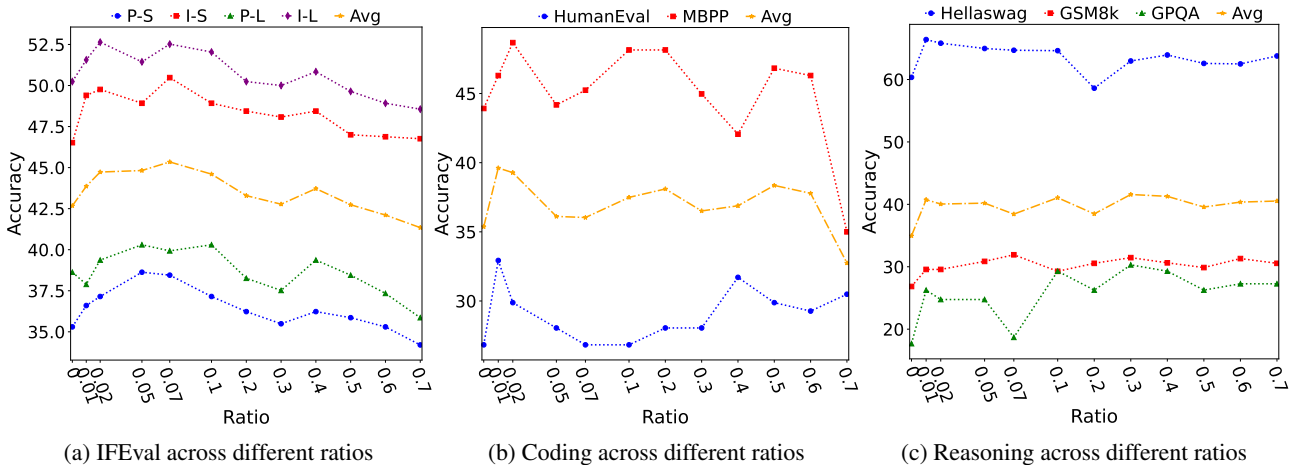 P-S I-S P-L I-L Avg
52.5
50.0
47.5
45.0
42.5
40.0
37.5
35.0
Accuracy
0 0.01 0.02 0.05 0.07 0.1 0.2 0.3 0.4 0.5 0.6 0.7
Ratio
(a) IFEval across different ratios
HumanEval MBPP Avg
45
40
35
30
Accuracy
0 0.01 0.02 0.05 0.07 0.1 0.2 0.3 0.4 0.5 0.6 0.7
Ratio
(b) Coding across different ratios
Hellaswag GSM8k GPQA Avg
60
50
40
30
20
Accuracy
0 0.01 0.02 0.05 0.07 0.1 0.2 0.3 0.4 0.5 0.6 0.7
Ratio
(c) Reasoning across different ratios